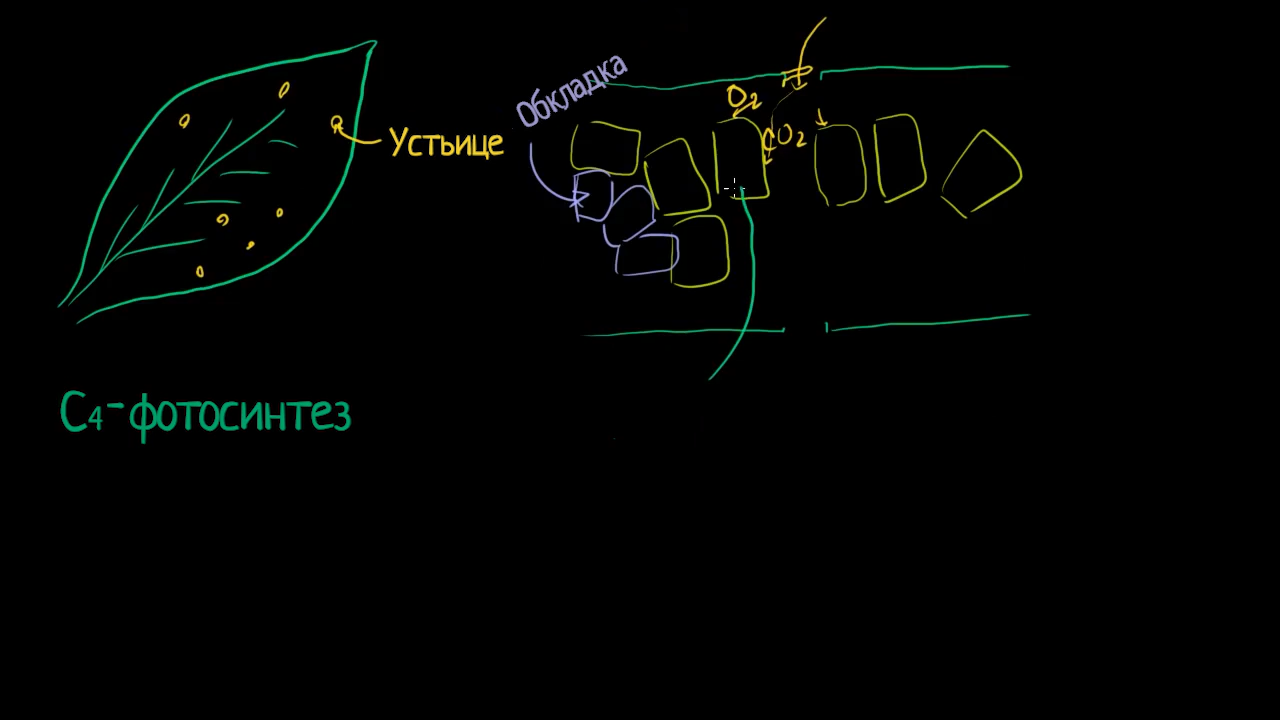 Обкладка
O2
CO2
Устьице
C4-фотосинтез